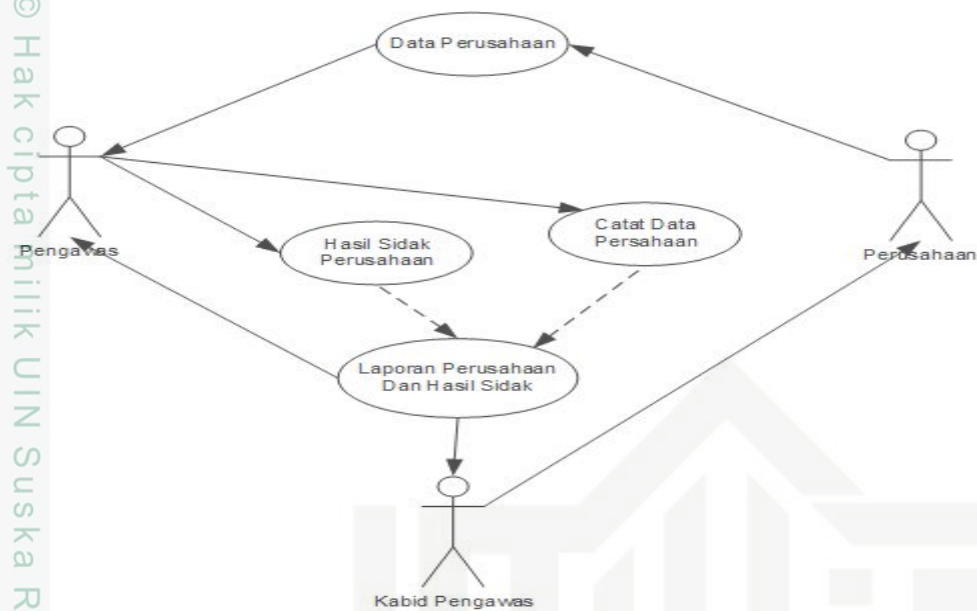 © Hak cipta milik UIN Suska R
Data Perusahaan
Pengawas
Hasil Sidak
Perusahaan
Catat Data
Persahaan
Perusahaan
Laporan Perusahaan
Dan Hasil Sidak
Kabid Pengawas